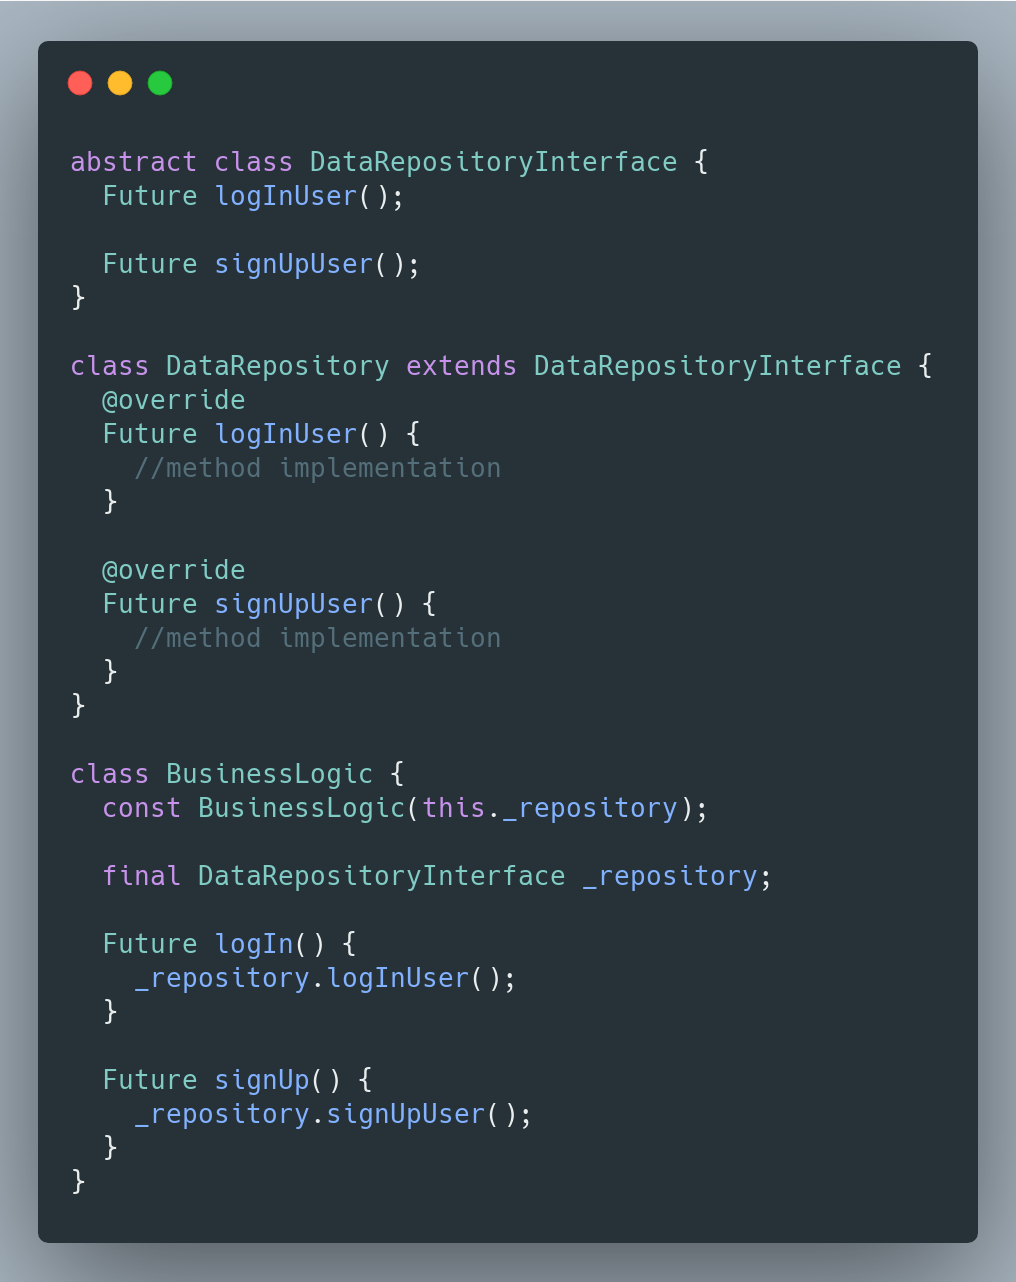 abstract class DataRepositoryInterface {
  Future logInUser();

  Future signUpUser();
}

class DataRepository extends DataRepositoryInterface {
  @override
  Future logInUser() {
    //method implementation
  }

  @override
  Future signUpUser() {
    //method implementation
  }
}

class BusinessLogic {
  const BusinessLogic(this._repository);

  final DataRepositoryInterface _repository;

  Future logIn() {
    _repository.logInUser();
  }

  Future signUp() {
    _repository.signUpUser();
  }
}